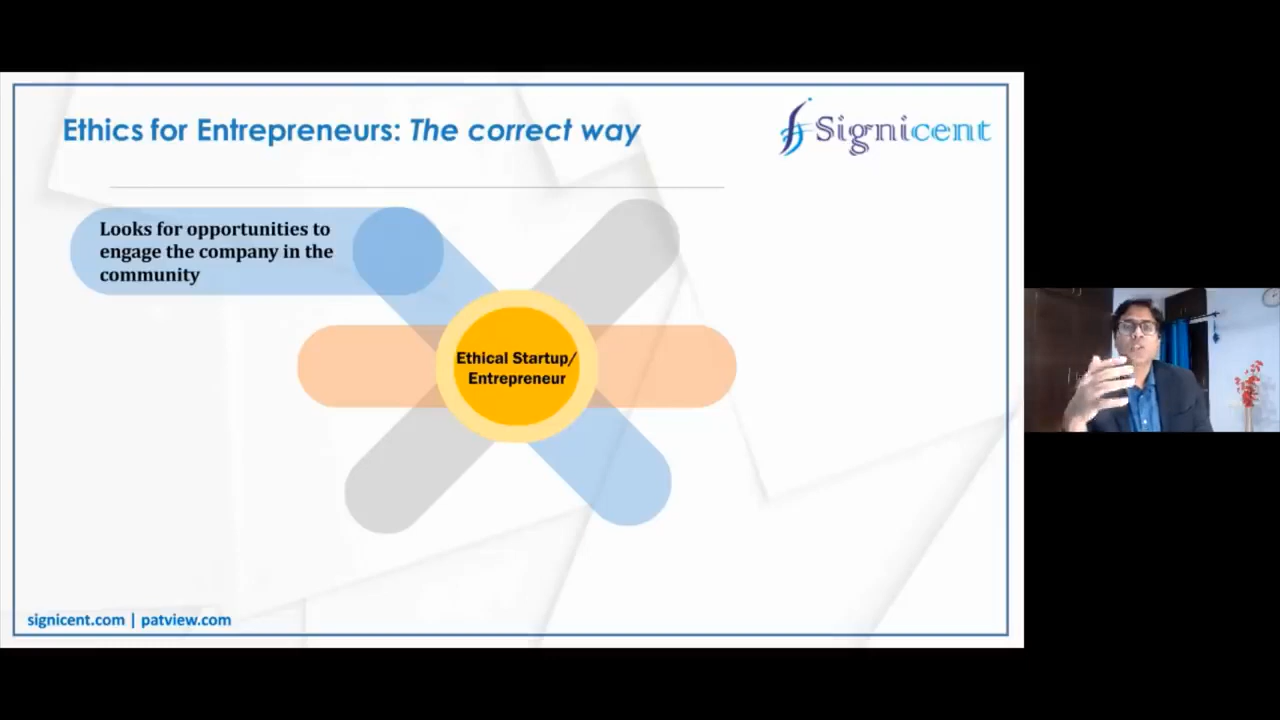 Ethics for Entrepreneurs: The correct way
Signicent
Looks for opportunities to
engage the company in the
community
Ethical Startup/
Entrepreneur
signicent.com | patview.com